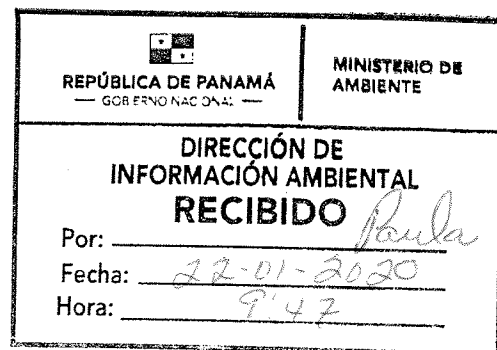 REPÚBLICA DE PANAMÁ
— GOBIERNO NACIONAL —
MINISTERIO DE
AMBIENTE
DIRECCIÓN DE
INFORMACIÓN AMBIENTAL
RECIBIDO
Por: Paula
Fecha: 22-01-2020
Hora: 9:47